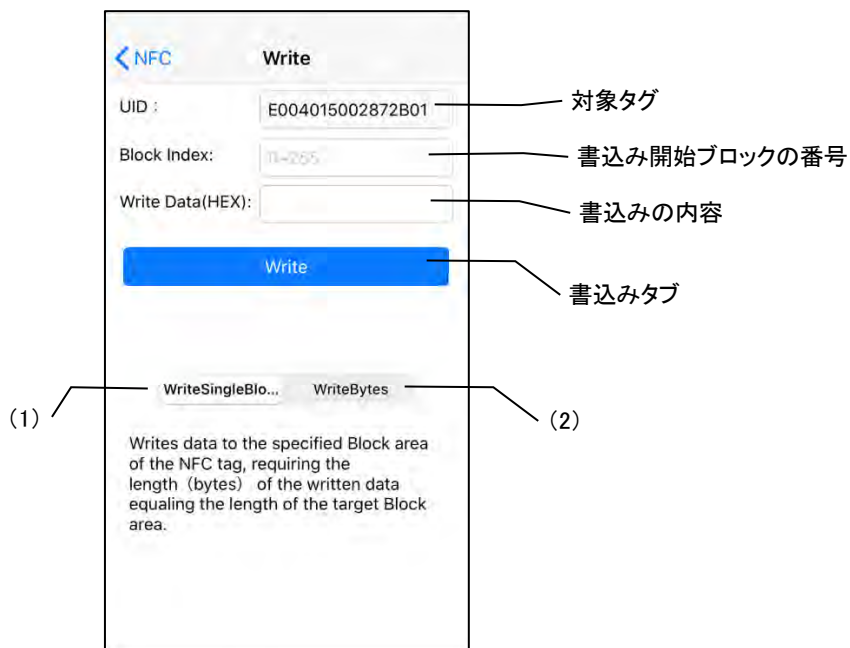 NFC
Write
UID :
E004015002872B01
対象タグ
Block Index:
書込み開始ブロックの番号
Write Data(HEX):
書込みの内容
Write
書込みタブ
(1)
WriteSingleBlo...
WriteBytes
(2)
Writes data to the specified Block area
of the NFC tag, requiring the
length（bytes） of the written data
equaling the length of the target Block
area.